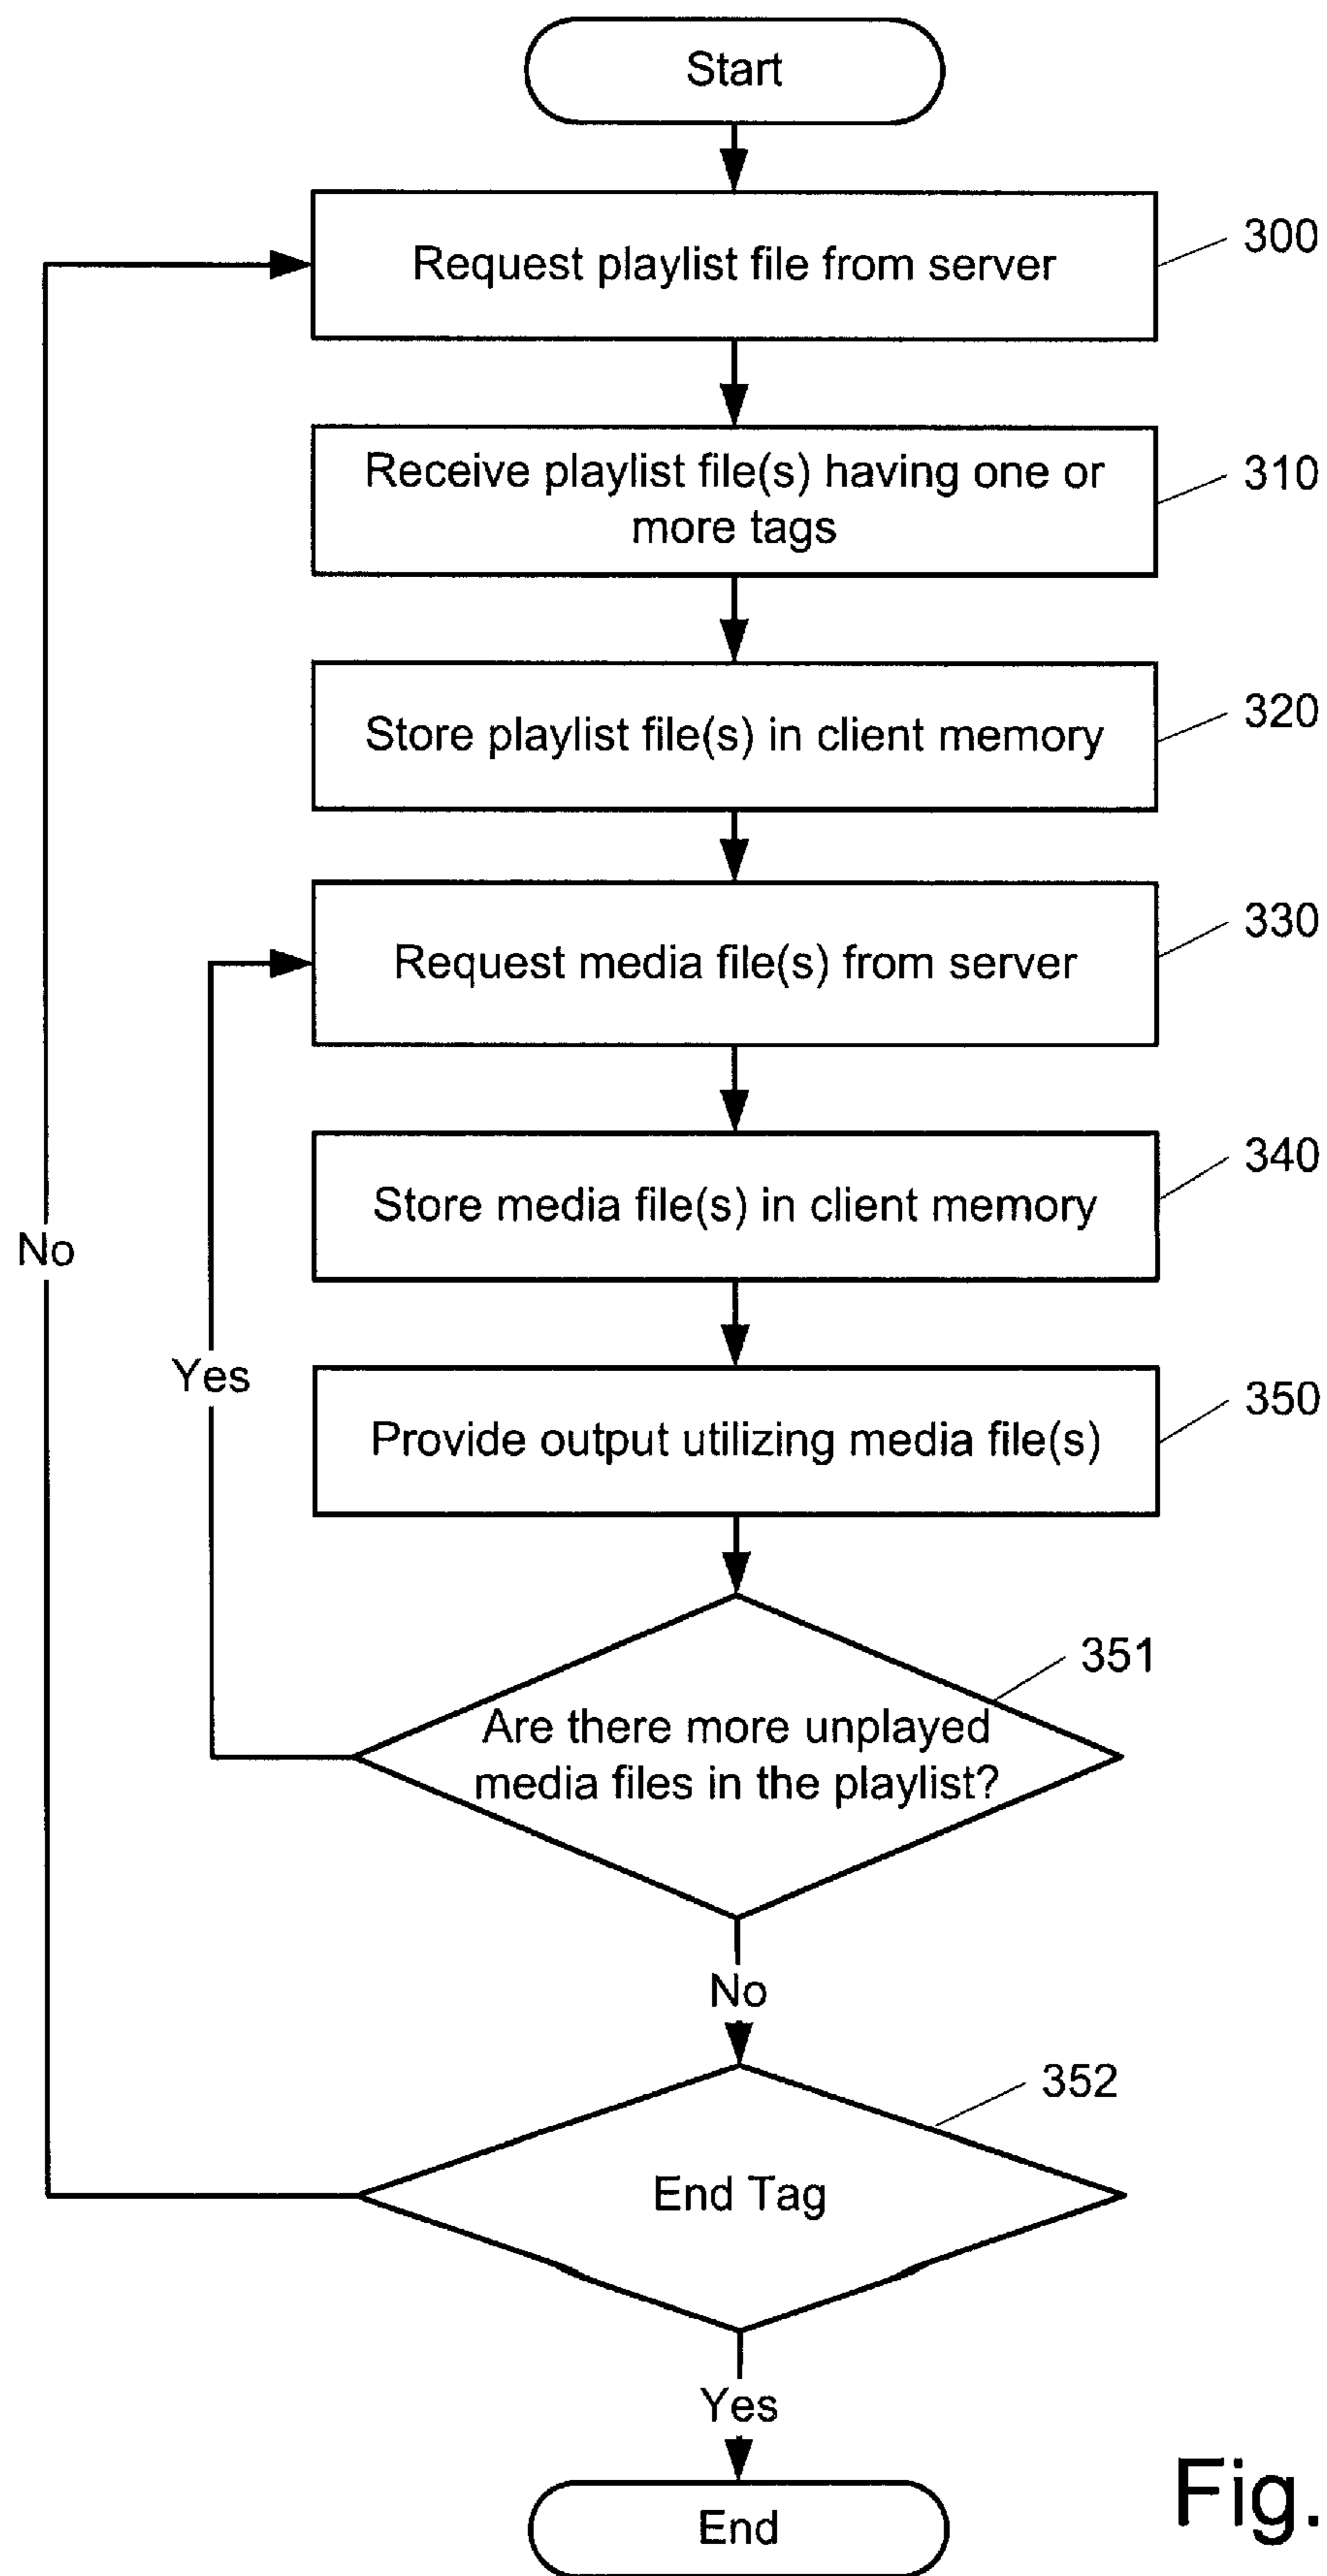 Start
Request playlist file from server
300
Receive playlist file(s) having one or
more tags
310
Store playlist file(s) in client memory
320
Request media file(s) from server
330
Store media file(s) in client memory
340
No
Yes
Provide output utilizing media file(s)
350
351
Are there more unplayed
media files in the playlist?
No
352
End Tag
Yes
End
Fig.